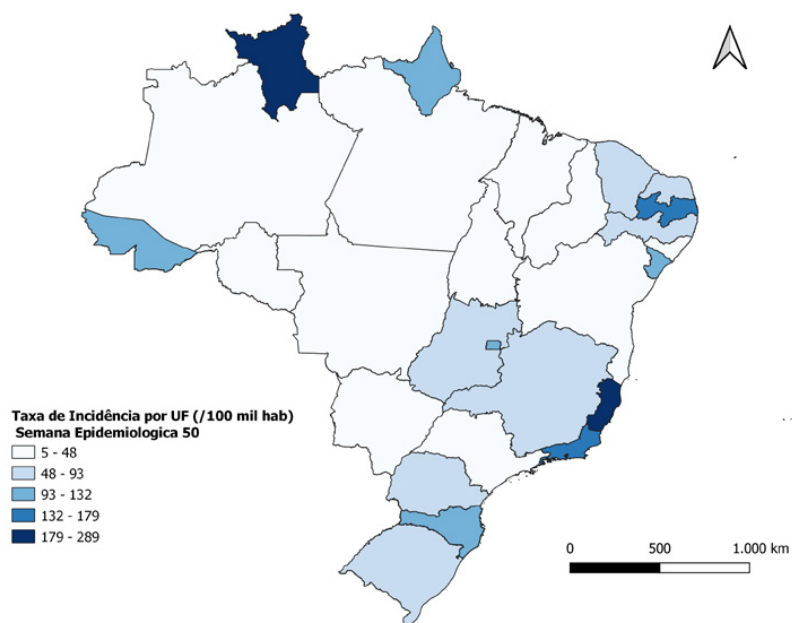 Taxa de Incidência por UF (/100 mil hab)
Semana Epidemiologica 50
5 - 48
48 - 93
93 - 132
132 - 179
179 - 289
0 500 1.000 km